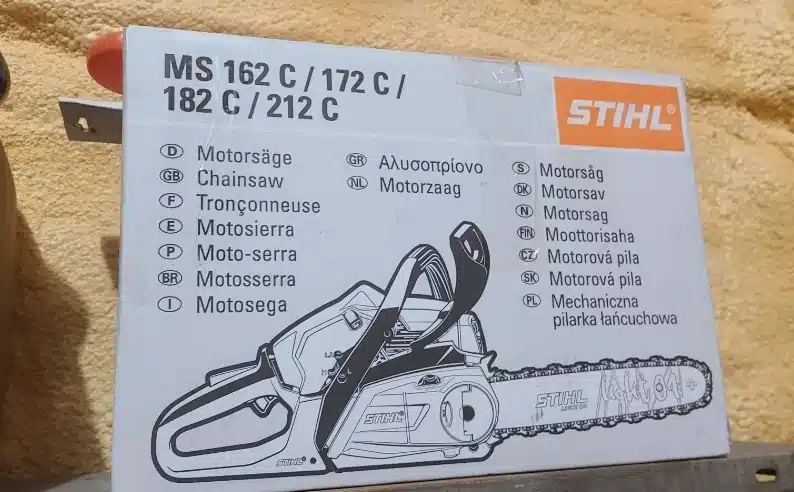 MS 162 C / 172 C /
182 C / 212 C
STIHL®
D Motorsäge
GB Chainsaw
F Tronçonneuse
E Motosierra
P Moto-serra
BR Motosserra
I Motosega
GR Αλυσοπρίονο
NL Motorzaag
S Motorsåg
DK Motorsav
N Motorsag
FIN Moottorisaha
CZ Motorová pila
SK Motorová pila
PL Mechaniczna
pilarka łańcuchowa
STIHL
STIHL®
STIHL